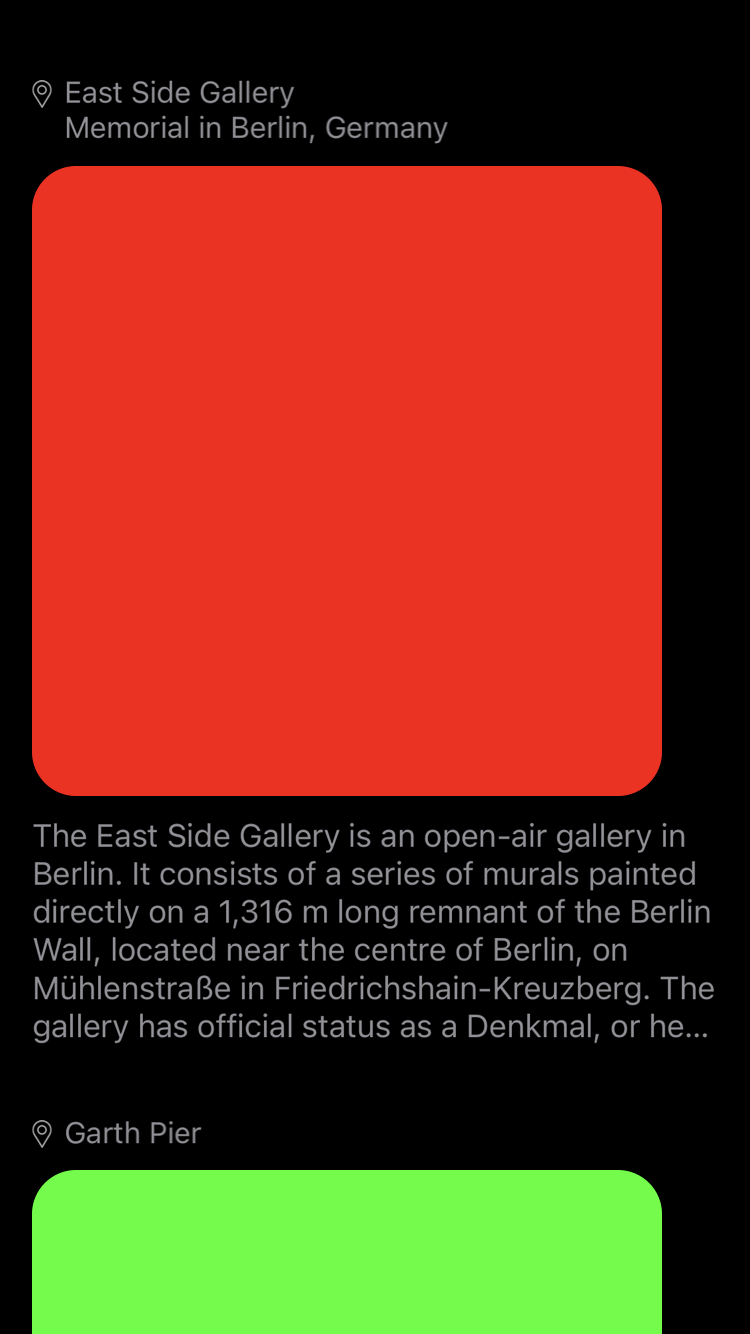 East Side Gallery
Memorial in Berlin, Germany
The East Side Gallery is an open-air gallery in
Berlin. It consists of a series of murals painted
directly on a 1,316 m long remnant of the Berlin
Wall, located near the centre of Berlin, on
Mühlenstraße in Friedrichshain-Kreuzberg. The
gallery has official status as a Denkmal, or he...
Garth Pier